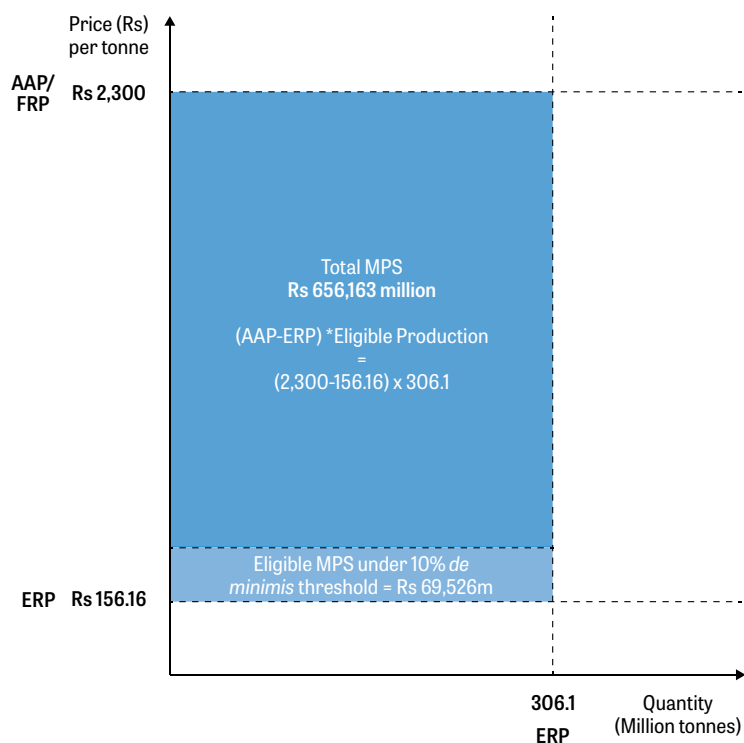 Price (Rs)
per tonne
AAP/
FRP
Rs 2,300
Total MPS
Rs 656,163 million
(AAP-ERP) *Eligible Production
=
(2,300-156.16) x 306.1
Eligible MPS under 10% de
minimis threshold = Rs 69,526m
ERP Rs 156.16
306.1
ERP
Quantity
(Million tonnes)